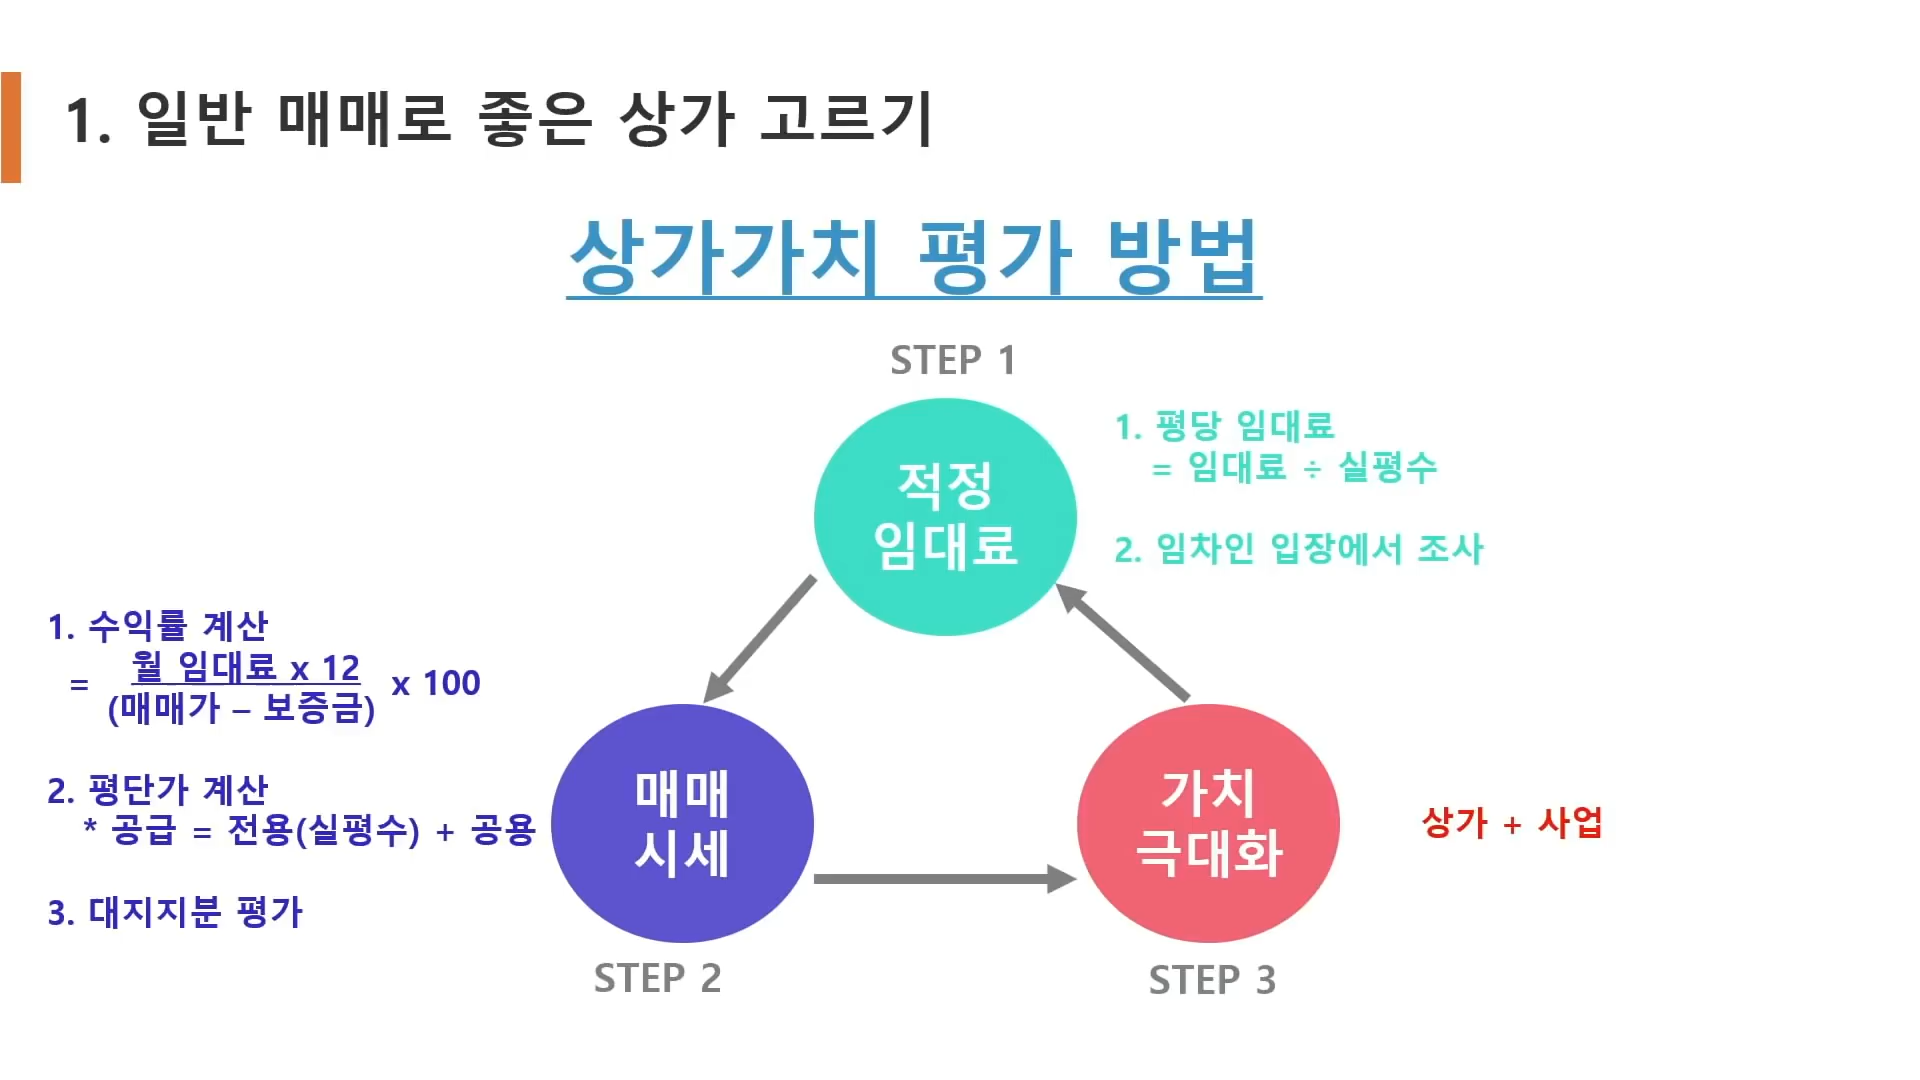 1. 일반 매매로 좋은 상가 고르기
상가가치 평가 방법
STEP 1
적정
임대료
1. 평당 임대료
= 임대료 ÷ 실평수
2. 임차인 입장에서 조사
1. 수익률 계산
= 월 임대료 x 12
(매매가 – 보증금) x 100
2. 평단가 계산
* 공급 = 전용(실평수) + 공용
3. 대지지분 평가
매매
시세
STEP 2
가치
극대화
STEP 3
상가 + 사업